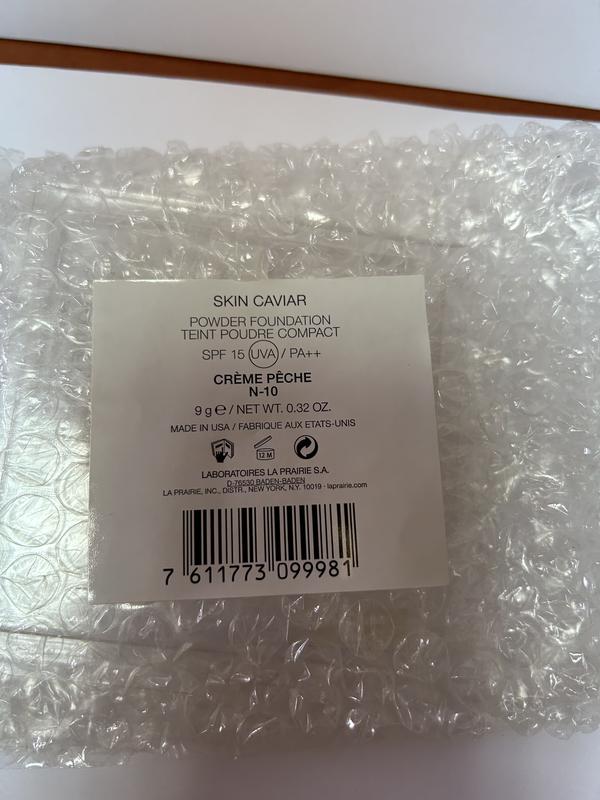 SKIN CAVIAR
POWDER FOUNDATION
TEINT POUDRE COMPACT
SPF 15 UVA / PA++
CRÈME PÊCHE
N-10
9 g ℮ / NET WT. 0.32 OZ.
MADE IN USA / FABRIQUE AUX ETATS-UNIS
12 M
LABORATOIRES LA PRAIRIE S.A.
D-76530 BADEN-BADEN
LA PRAIRIE, INC., DISTR., NEW YORK, N.Y. 10019 · laprairie.com
7 611773 099981